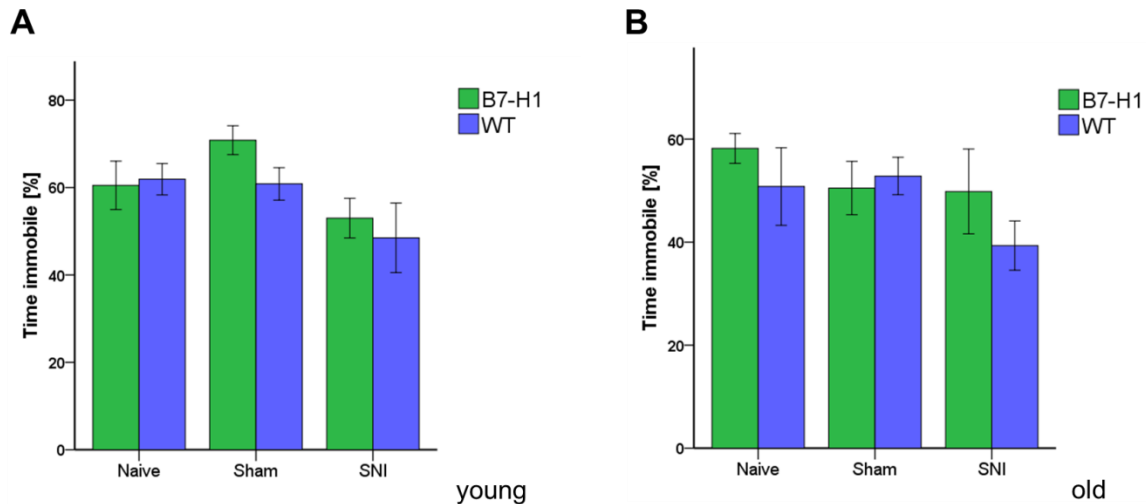 A
Time immobile [%]
80
60
40
20
0
Naive Sham SNI
B7-H1
WT
young
B
Time immobile [%]
60
40
20
0
Naive Sham SNI
B7-H1
WT
old